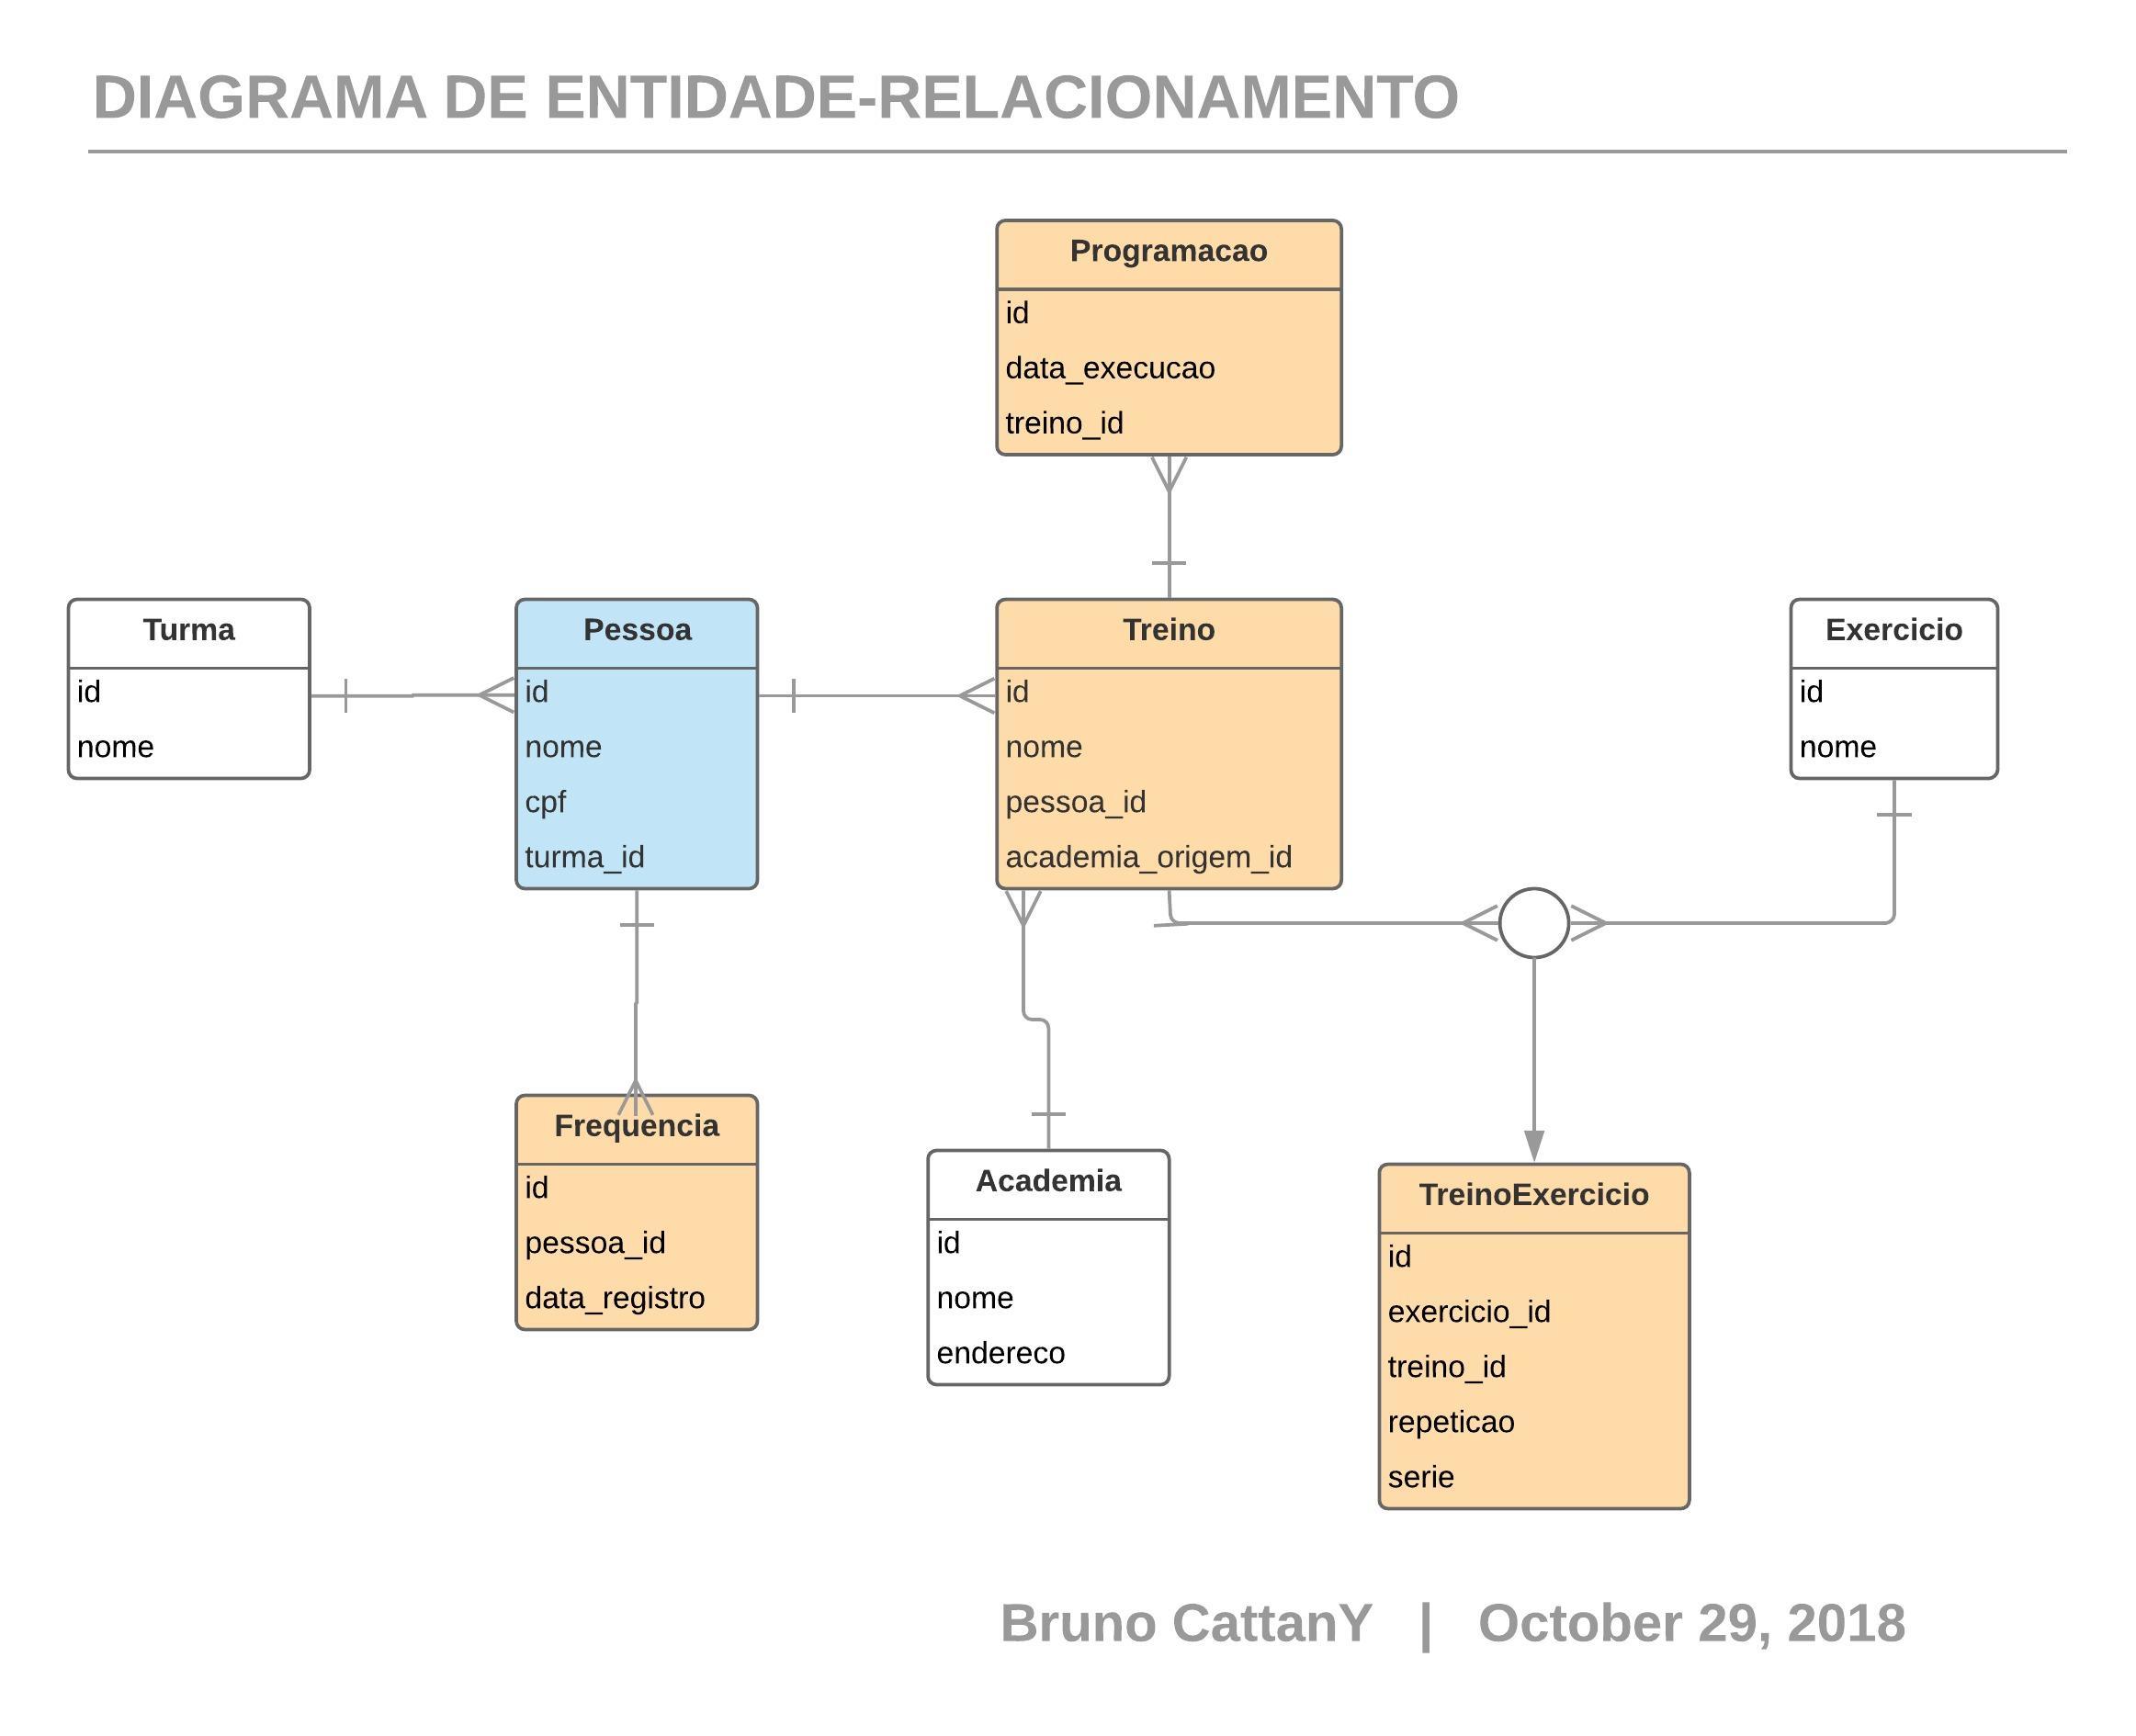 DIAGRAMA DE ENTIDADE-RELACIONAMENTO
Programacao
id
data_execucao
treino_id
Turma
id
nome
Pessoa
id
nome
cpf
turma_id
Treino
id
nome
pessoa_id
academia_origem_id
Exercicio
id
nome
Frequencia
id
pessoa_id
data_registro
Academia
id
nome
endereco
TreinoExercicio
id
exercicio_id
treino_id
repeticao
serie
Bruno CattanY | October 29, 2018